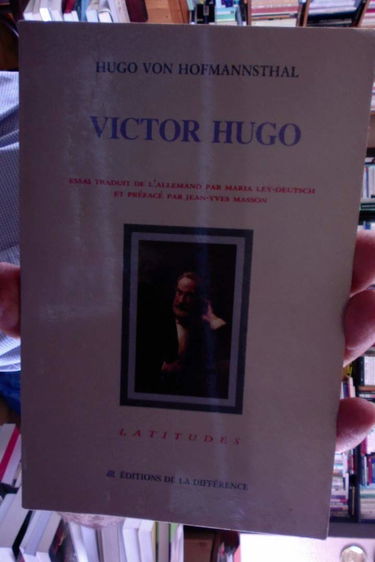 HUGO VON HOFMANNSTHAL
VICTOR HUGO
ESSAI TRADUIT DE L'ALLEMAND PAR MARIA LEY-DEUTSCH
ET PRÉFACÉ PAR JEAN-YVES MASSON
LATITUDES
ÉDITIONS DE LA DIFFÉRENCE